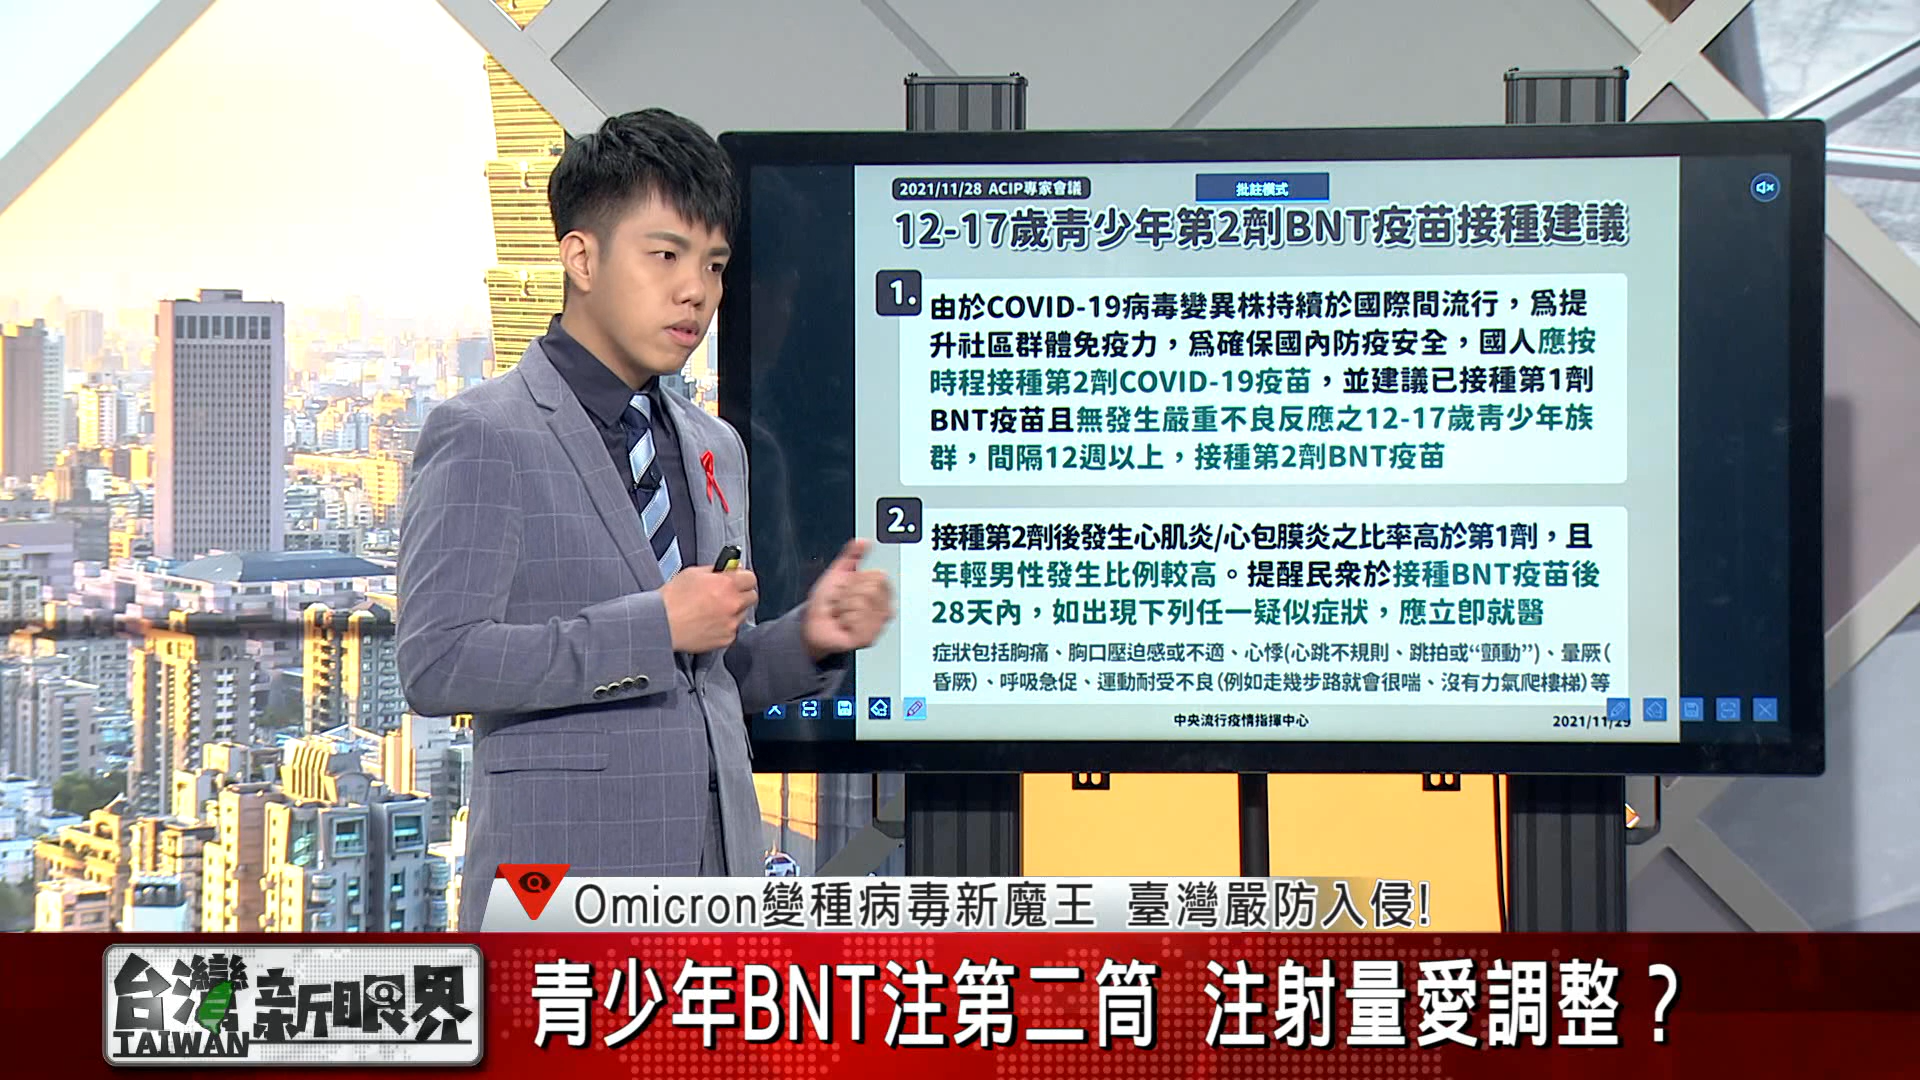 2021/11/28 ACIP專家會議
批註模式
12-17歲青少年第2劑BNT疫苗接種建議
1.
由於COVID-19病毒變異株持續於國際間流行，為提
升社區群體免疫力，為確保國內防疫安全，國人應按
時程接種第2劑COVID-19疫苗，並建議已接種第1劑
BNT疫苗且無發生嚴重不良反應之12-17歲青少年族
群，間隔12週以上，接種第2劑BNT疫苗
2.
接種第2劑後發生心肌炎/心包膜炎之比率高於第1劑，且
年輕男性發生比例較高。提醒民眾於接種BNT疫苗後
28天內，如出現下列任一疑似症狀，應立即就醫
症狀包括胸痛、胸口壓迫感或不適、心悸(心跳不規則、跳拍或“顫動”)、暈厥(
昏厥)、呼吸急促、運動耐受不良(例如走幾步路就會很喘、沒有力氣爬樓梯)等
中央流行疫情指揮中心
2021/11/29
Omicron變種病毒新魔王 臺灣嚴防入侵!
台灣新眼界
TAIWAN
青少年BNT注第二筒 注射量愛調整？